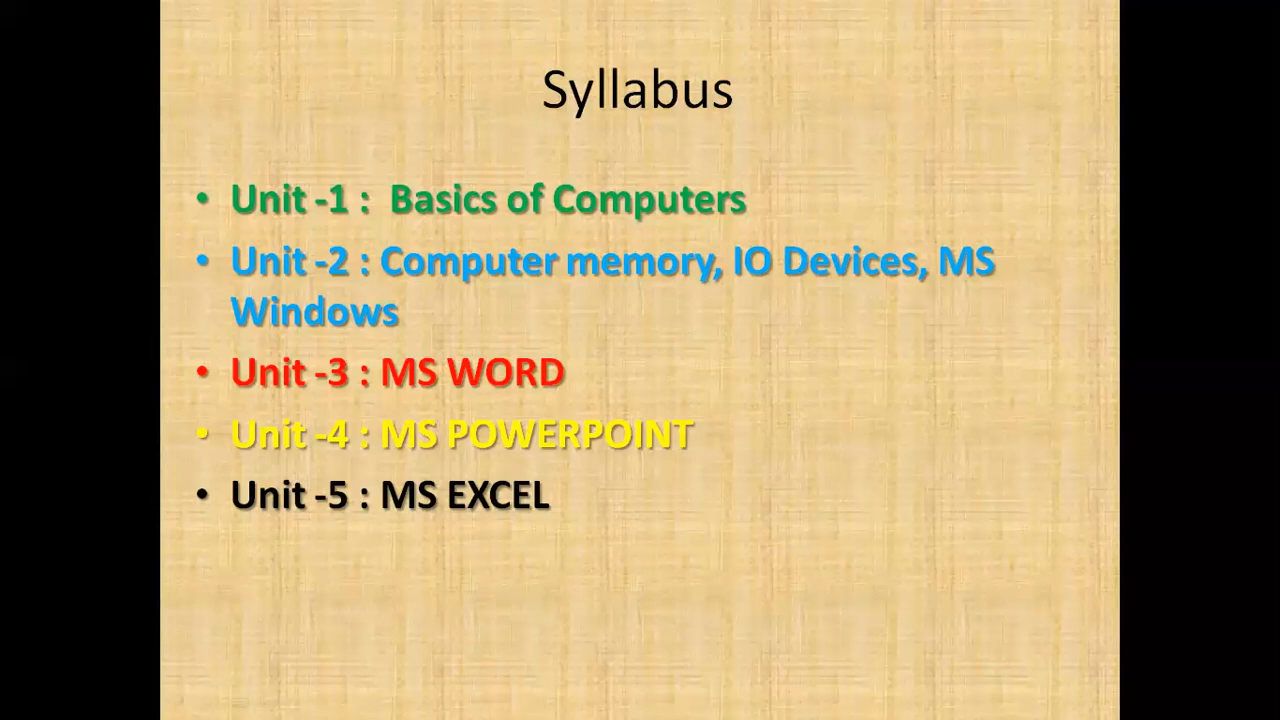 Syllabus
• Unit -1 :  Basics of Computers
• Unit -2 : Computer memory, IO Devices, MS
Windows
• Unit -3 : MS WORD
• Unit -4 : MS POWERPOINT
• Unit -5 : MS EXCEL